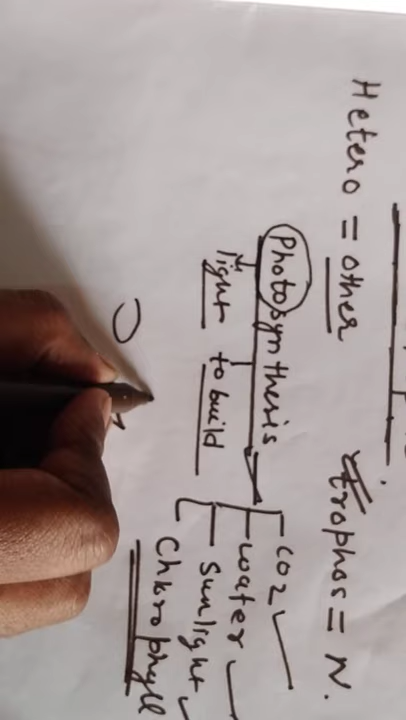 Hetero = other trophos = N.
Photosynthesis CO2
light to build water
Sunlight
Chlorophyll